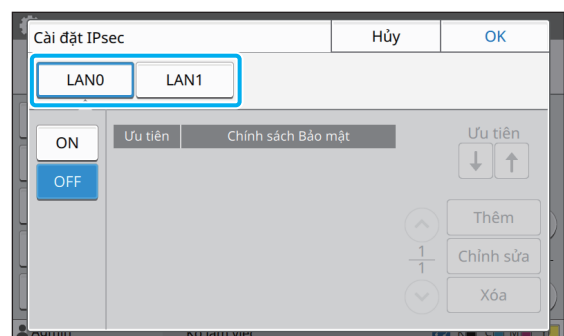 Cài đặt IPsec
Hủy
OK
LAN0
LAN1
ON
OFF
Ưu tiên
Chính sách Bảo mật
Ưu tiên
Thêm
1
1
Chỉnh sửa
Xóa
Admin